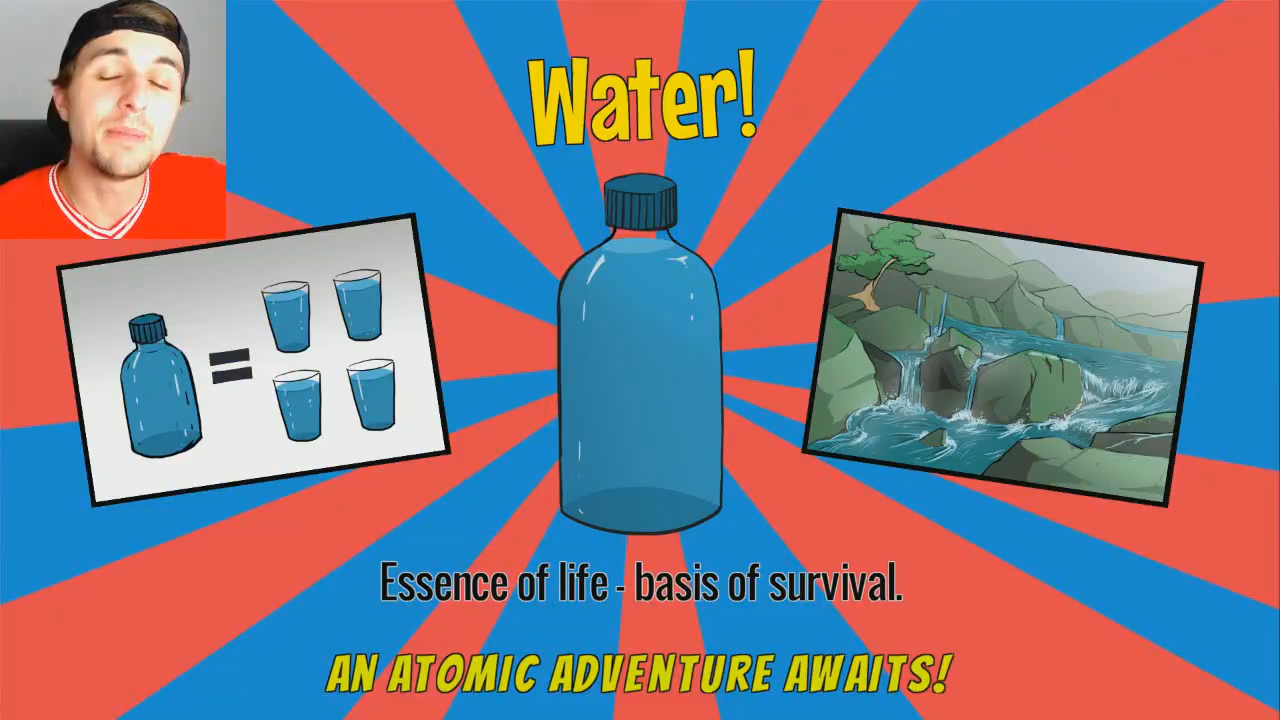 Water!
Essence of life - basis of survival.
AN ATOMIC ADVENTURE AWAITS!